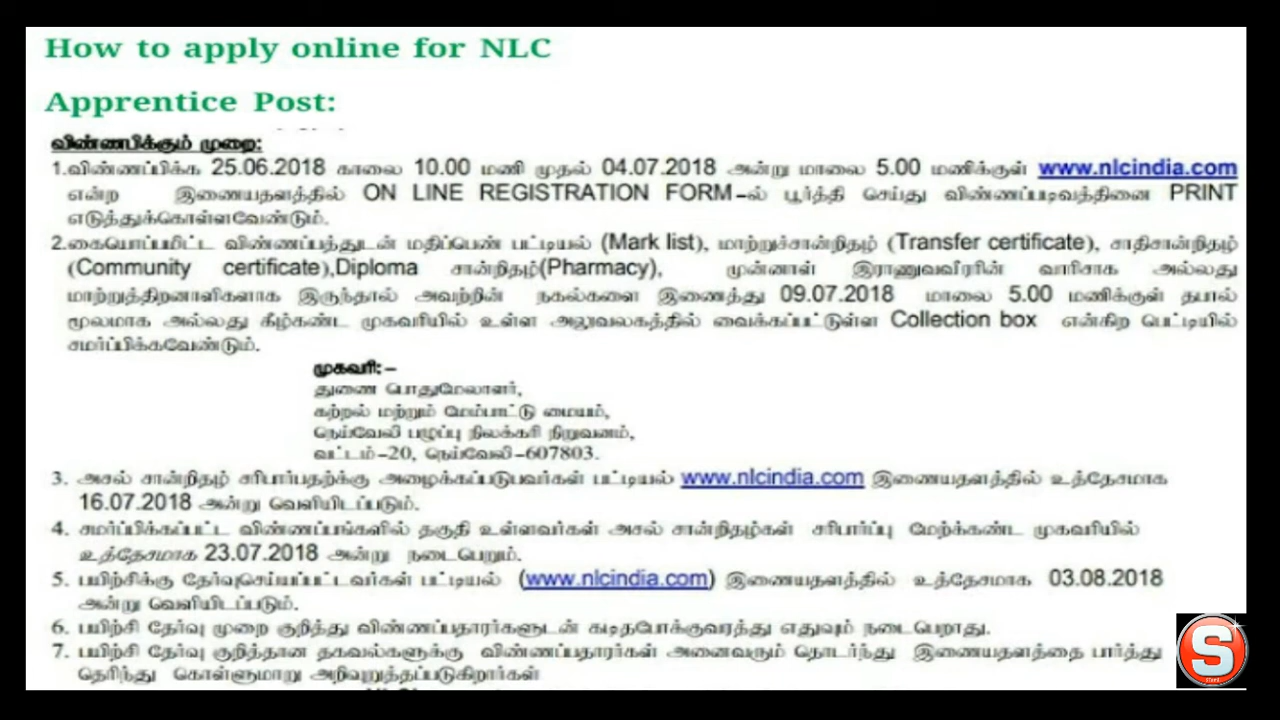 How to apply online for NLC
Apprentice Post:
விண்ணபிக்கும் முறை:
1.விண்ணப்பிக்க 25.06.2018 காலை 10.00 மணி முதல் 04.07.2018 அன்று மாலை 5.00 மணிக்குள் www.nlcindia.com
என்ற இணையதளத்தில் ON LINE REGISTRATION FORM–ல் பூர்த்தி செய்து விண்ணப்படிவத்தினை PRINT
எடுத்துக்கொள்ளவேண்டும்.
2.கையொப்பமிட்ட விண்ணப்பத்துடன் மதிப்பெண் பட்டியல் (Mark list), மாற்றுச்சான்றிதழ் (Transfer certificate), சாதிசான்றிதழ்
(Community certificate),Diploma சான்றிதழ்(Pharmacy), முன்னாள் இராணுவவீரரின் வாரிசாக அல்லது
மாற்றுத்திறனாளிகளாக இருந்தால் அவற்றின் நகல்களை இணைத்து 09.07.2018 மாலை 5.00 மணிக்குள் தபால்
மூலமாக அல்லது கீழ்கண்ட முகவரியில் உள்ள அலுவலகத்தில் வைக்கப்பட்டுள்ள Collection box என்கிற பெட்டியில்
சமர்ப்பிக்கவேண்டும்.
முகவரி:–
துணை பொதுமேலாளர்,
கற்றல் மற்றும் மேம்பாட்டு மையம்,
நெய்வேலி பழுப்பு நிலக்கரி நிறுவனம்,
வட்டம்–20, நெய்வேலி–607803.
3. அசல் சான்றிதழ் சரிபார்பதற்க்கு அழைக்கப்படுபவர்கள் பட்டியல் www.nlcindia.com இணையதளத்தில் உத்தேசமாக
16.07.2018 அன்று வெளியிடப்படும்.
4. சமர்ப்பிக்கப்பட்ட விண்ணப்பங்களில் தகுதி உள்ளவர்கள் அசல் சான்றிதழ்கள் சரிபார்ப்பு மேற்க்கண்ட முகவரியில்
உத்தேசமாக 23.07.2018 அன்று நடைபெறும்.
5. பயிற்சிக்கு தேர்வுசெய்யப்பட்டவர்கள் பட்டியல் (www.nlcindia.com) இணையதளத்தில் உத்தேசமாக 03.08.2018
அன்று வெளியிடப்படும்.
6. பயிற்சி தேர்வு முறை குறித்து விண்ணப்பதாரர்களுடன் கடிதபோக்குவரத்து எதுவும் நடைபெறாது.
7. பயிற்சி தேர்வு குறித்தான தகவல்களுக்கு விண்ணப்பதாரர்கள் அனைவரும் தொடர்ந்து இணையதளத்தை பார்த்து
தெரிந்து கொள்ளுமாறு அறிவுறுத்தப்படுகிறார்கள்
S